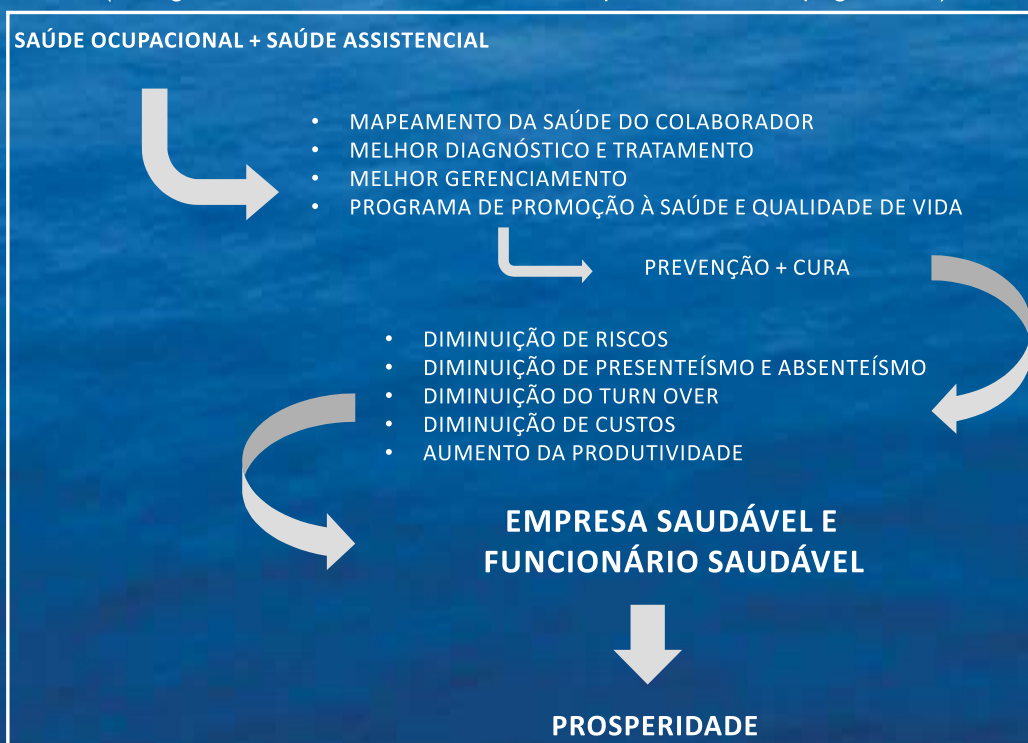 SAÚDE OCUPACIONAL + SAÚDE ASSISTENCIAL
• MAPEAMENTO DA SAÚDE DO COLABORADOR
• MELHOR DIAGNÓSTICO E TRATAMENTO
• MELHOR GERENCIAMENTO
• PROGRAMA DE PROMOÇÃO À SAÚDE E QUALIDADE DE VIDA
PREVENÇÃO + CURA
• DIMINUIÇÃO DE RISCOS
• DIMINUIÇÃO DE PRESENTEÍSMO E ABSENTEÍSMO
• DIMINUIÇÃO DO TURN OVER
• DIMINUIÇÃO DE CUSTOS
• AUMENTO DA PRODUTIVIDADE
EMPRESA SAUDÁVEL E
FUNCIONÁRIO SAUDÁVEL
PROSPERIDADE